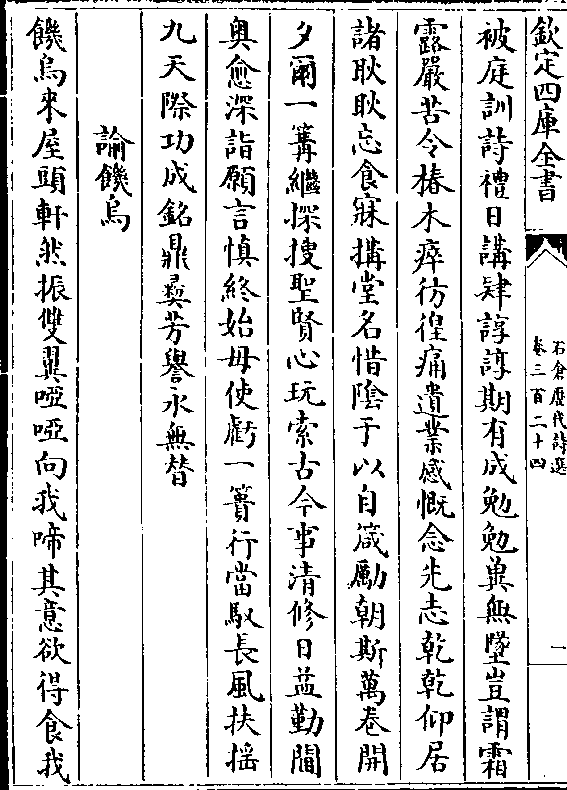 欽定四庫全書
石倉歷代詩選
卷三百二十四
一
被庭訓詩禮日講肄諄諄期有成勉勉冀無墜豈謂霜
露嚴苦令椿木瘁彷徨痛遺業感慨念先志乾乾仰居
諸耿耿忘食寐搆堂名惜陰于以自箴勵朝斯萬卷開
夕爾一篝繼探搜聖賢心玩索古今事清修日益勤閫
奥愈深詣願言慎終始毋使虧一簣行當馭長風扶揺
九天際功成銘鼎彞芳譽永無替
論饑烏
饑烏來屋頭軒然振雙翼啞啞向我啼其意欲得食我